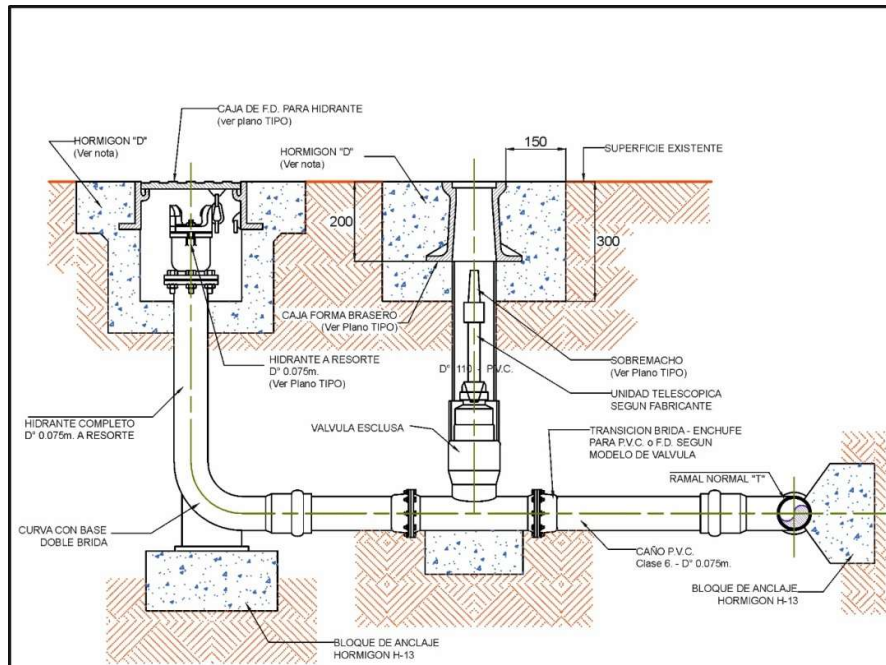 CAJA DE F.D. PARA HIDRANTE
(ver plano TIPO)
HORMIGON "D"
(Ver nota)
HORMIGON "D"
(Ver nota)
150
SUPERFICIE EXISTENTE
200
300
CAJA FORMA BRASERO
(Ver Plano TIPO)
HIDRANTE A RESORTE
D° 0.075m.
(Ver Plano TIPO)
SOBREMACHO
(Ver Plano TIPO)
D° 110 - P.V.C.
UNIDAD TELESCOPICA
SEGUN FABRICANTE
HIDRANTE COMPLETO
D° 0.075m. A RESORTE
VALVULA ESCLUSA
TRANSICION BRIDA - ENCHUFE
PARA P.V.C. o F.D. SEGUN
MODELO DE VALVULA
RAMAL NORMAL "T"
CURVA CON BASE
DOBLE BRIDA
CAÑO P.V.C.
Clase 6. - D° 0.075m.
BLOQUE DE ANCLAJE
HORMIGON H-13
BLOQUE DE ANCLAJE
HORMIGON H-13